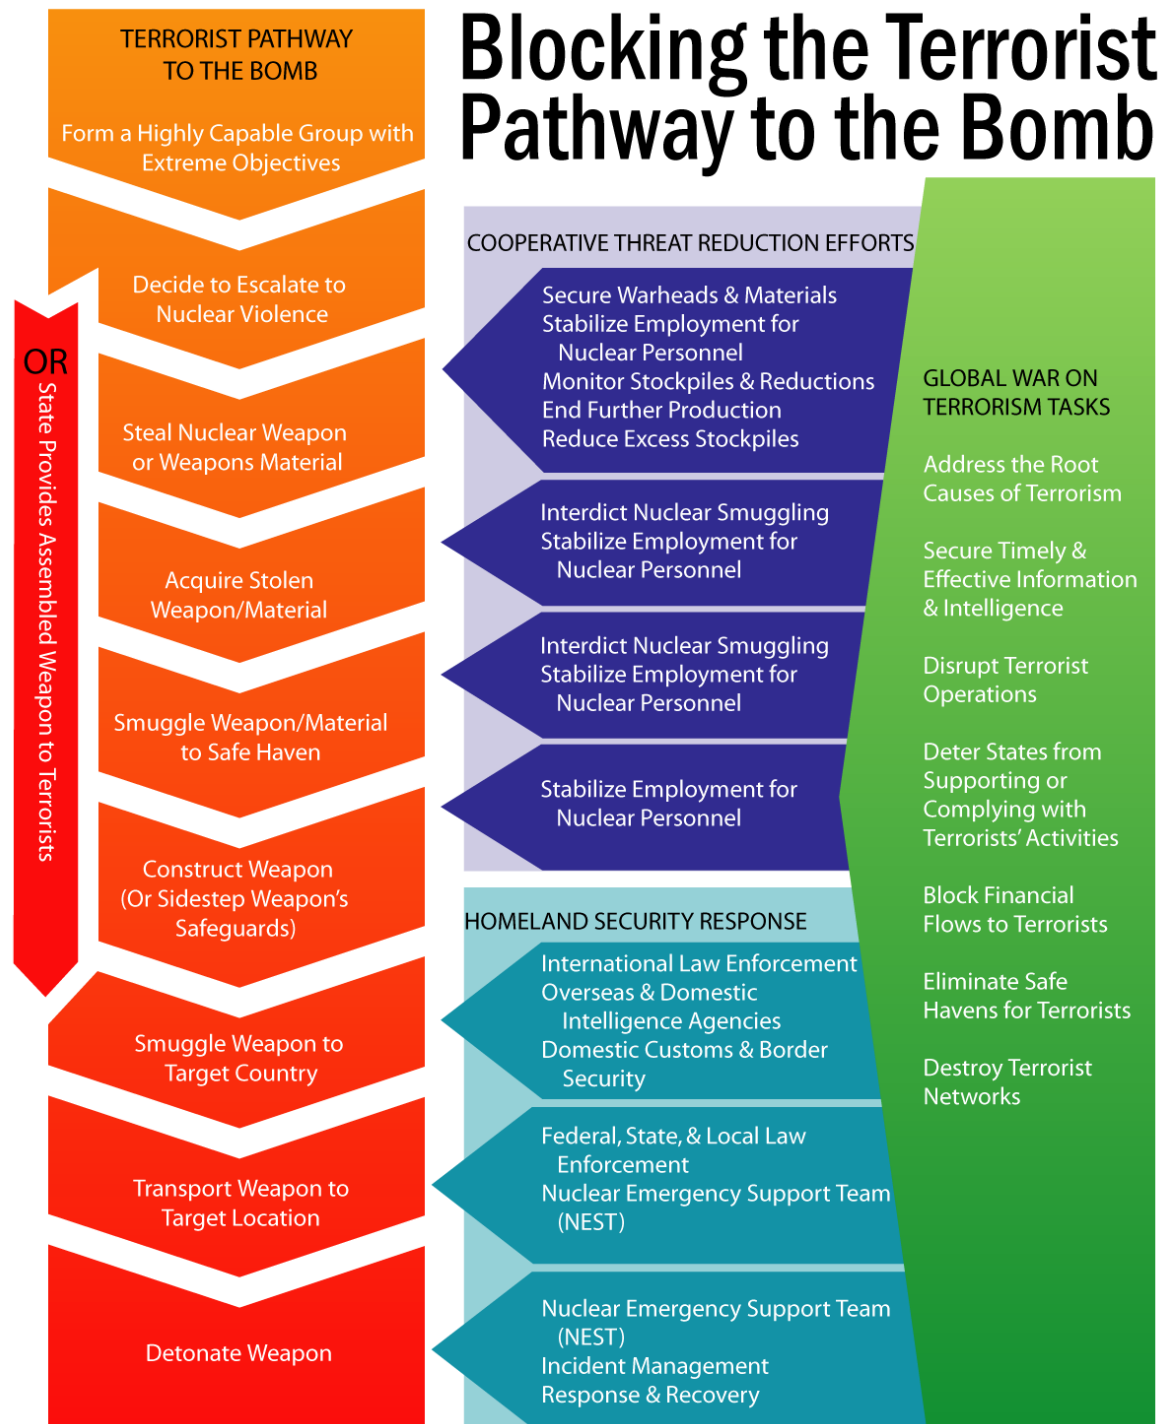 Blocking the Terrorist
Pathway to the Bomb
TERRORIST PATHWAY
TO THE BOMB
Form a Highly Capable Group with
Extreme Objectives
Decide to Escalate to
Nuclear Violence
OR
State Provides Assembled Weapon to Terrorists
Steal Nuclear Weapon
or Weapons Material
Acquire Stolen
Weapon/Material
Smuggle Weapon/Material
to Safe Haven
Construct Weapon
(Or Sidestep Weapon's
Safeguards)
Smuggle Weapon to
Target Country
Transport Weapon to
Target Location
Detonate Weapon
COOPERATIVE THREAT REDUCTION EFFORTS
Secure Warheads & Materials
Stabilize Employment for
Nuclear Personnel
Monitor Stockpiles & Reductions
End Further Production
Reduce Excess Stockpiles
Interdict Nuclear Smuggling
Stabilize Employment for
Nuclear Personnel
Interdict Nuclear Smuggling
Stabilize Employment for
Nuclear Personnel
Stabilize Employment for
Nuclear Personnel
HOMELAND SECURITY RESPONSE
International Law Enforcement
Overseas & Domestic
Intelligence Agencies
Domestic Customs & Border
Security
Federal, State, & Local Law
Enforcement
Nuclear Emergency Support Team
(NEST)
Nuclear Emergency Support Team
(NEST)
Incident Management
Response & Recovery
GLOBAL WAR ON
TERRORISM TASKS
Address the Root
Causes of Terrorism
Secure Timely &
Effective Information
& Intelligence
Disrupt Terrorist
Operations
Deter States from
Supporting or
Complying with
Terrorists' Activities
Block Financial
Flows to Terrorists
Eliminate Safe
Havens for Terrorists
Destroy Terrorist
Networks